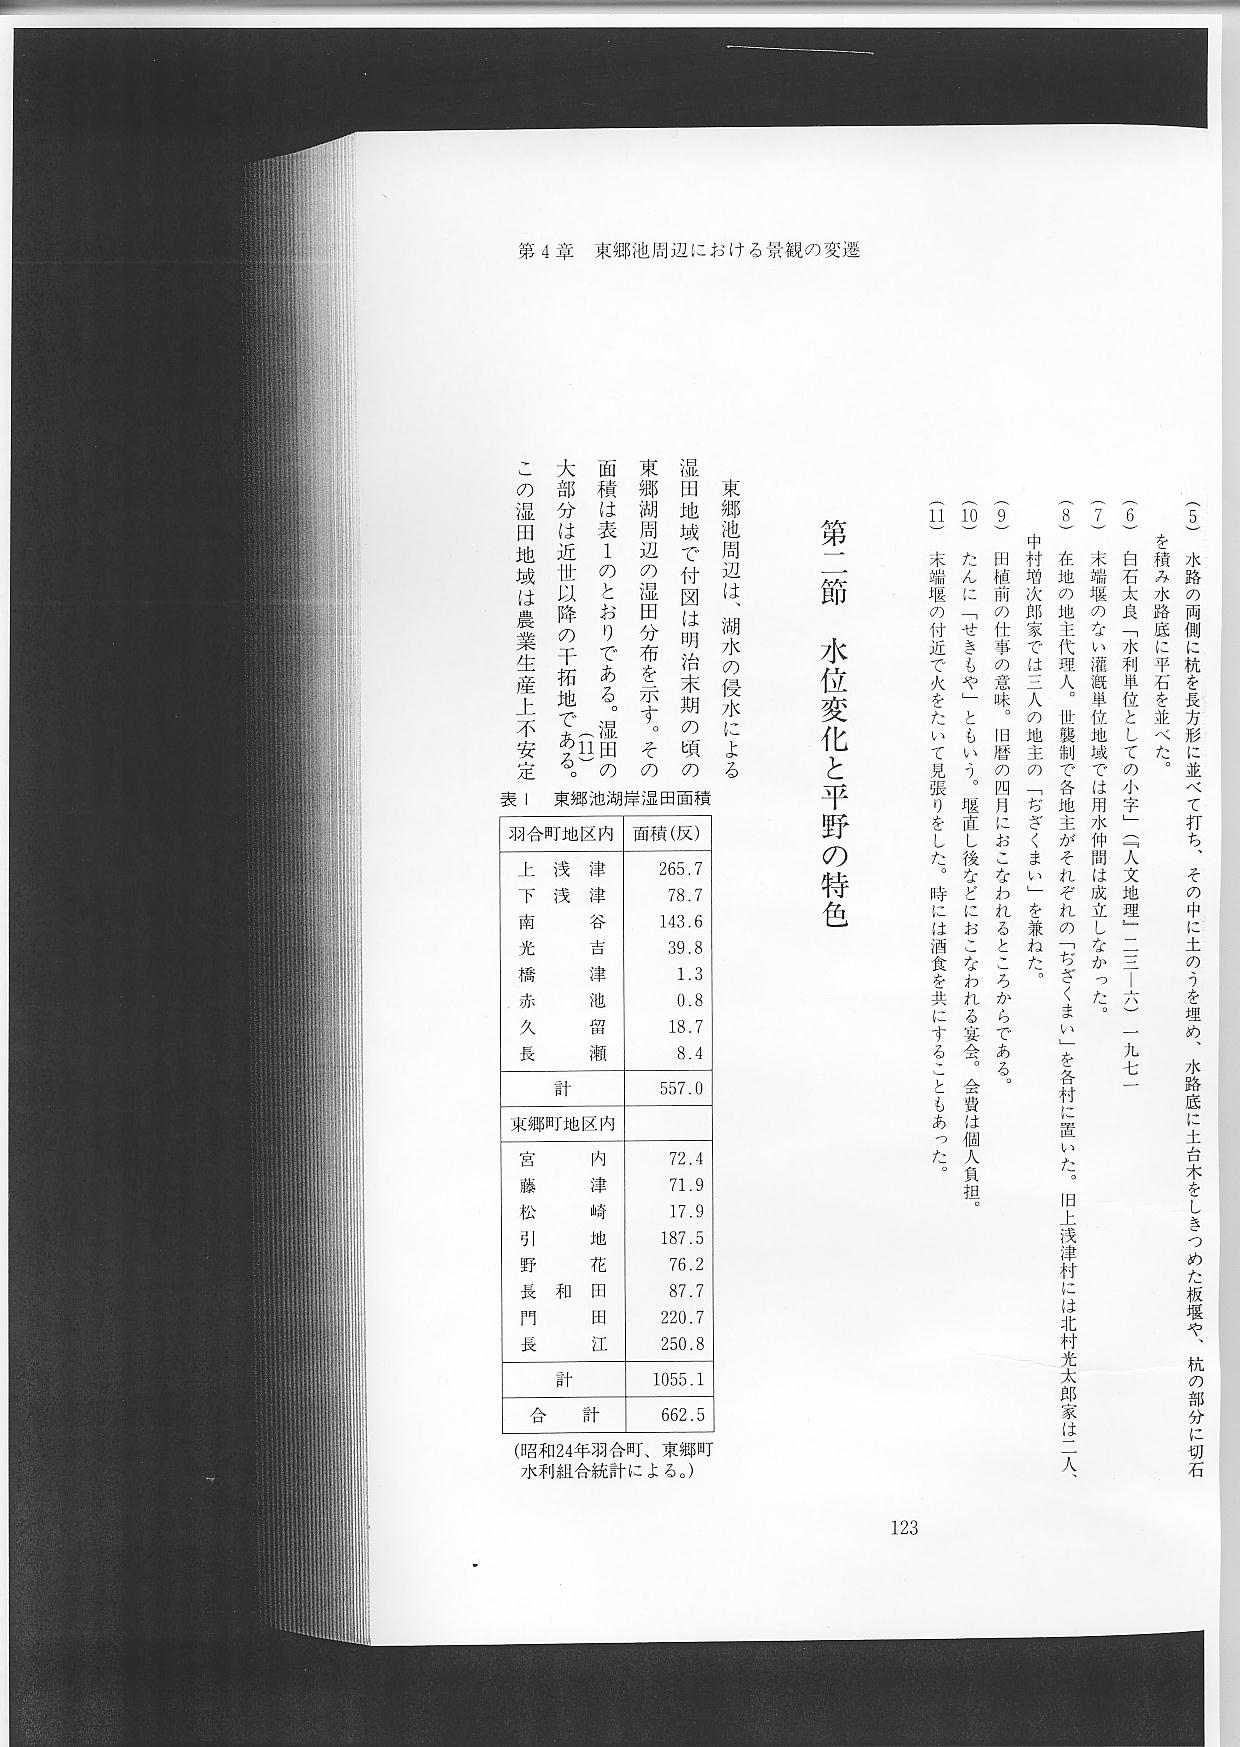 第4章　東郷池周辺における景観の変遷
(5)　水路の両側に杭を長方形に並べて打ち、その中に土のうを埋め、水路底に土台木をしきつめた板堰や、杭の部分に切石
を積み水路底に平石を並べた。
(6)　白石太良「水利単位としての小字」（『人文地理』二三―六）一九七一
(7)　末端堰のない灌漑単位地域では用水仲間は成立しなかった。
(8)　在地の地主代理人。世襲制で各地主がそれぞれの「ぢざくまい」を各村に置いた。旧上浅津村には北村光太郎家は二人、
中村増次郎家では三人の地主の「ぢざくまい」を兼ねた。
(9)　田植前の仕事の意味。旧暦の四月におこなわれるところからである。
(10)　たんに「せきもや」ともいう。堰直し後などにおこなわれる宴会。会費は個人負担。
(11)　末端堰の付近で火をたいて見張りをした。時には酒食を共にすることもあった。
第二節　水位変化と平野の特色
東郷池周辺は、湖水の侵水による
湿田地域で付図は明治末期の頃の
東郷湖周辺の湿田分布を示す。その
面積は表1のとおりである。湿田の
大部分は近世以降の干拓地である。(11)
この湿田地域は農業生産上不安定
表1　東郷池湖岸湿田面積
羽合町地区内　面積(反)
上浅津　265.7
下浅津　78.7
南谷　143.6
光吉　39.8
橋津　1.3
赤池　0.8
久留　18.7
長瀬　8.4
計　557.0
東郷町地区内
宮内　72.4
藤津　71.9
松崎　17.9
引地　187.5
野花　76.2
長和田　87.7
門田　220.7
長江　250.8
計　1055.1
合計　662.5
(昭和24年羽合町、東郷町
水利組合統計による。)
123